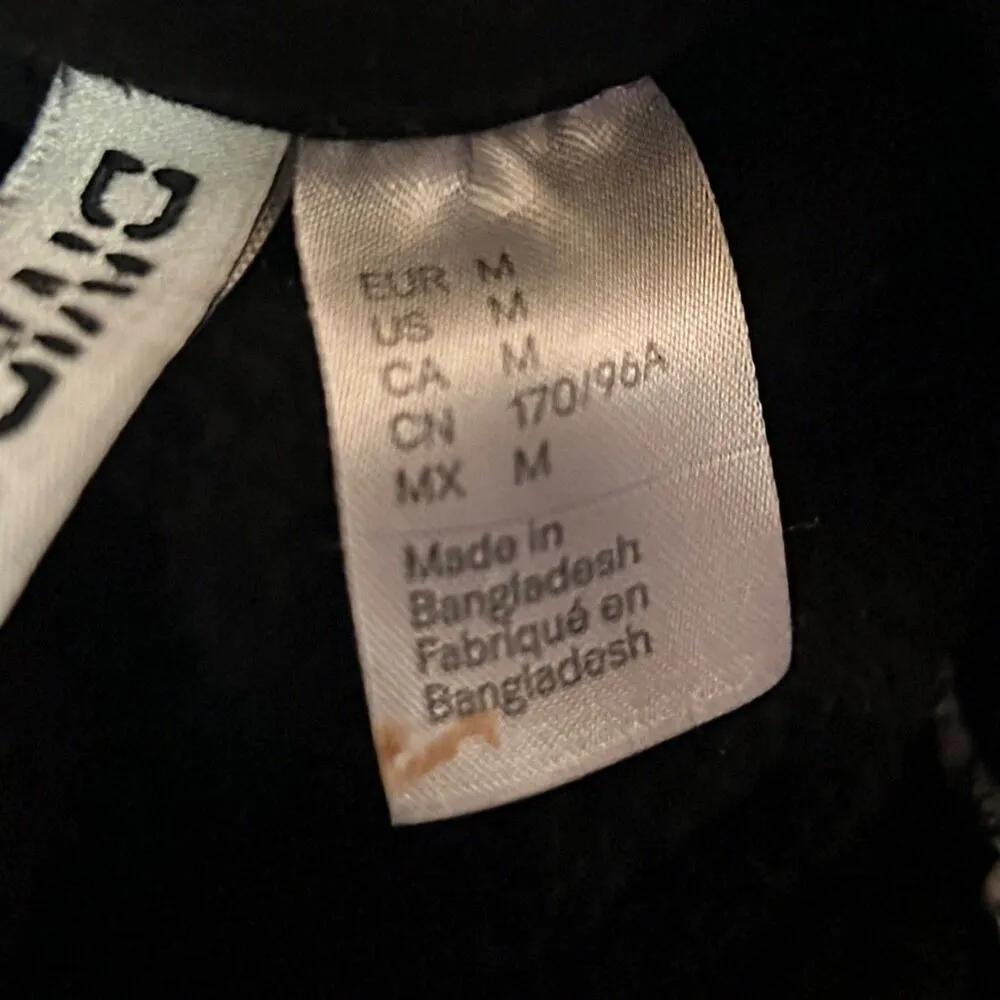 EUR M
US M
CA M
CN 170/96A
MX M
Made in
Bangladesh
Fabriqué en
Bangladesh